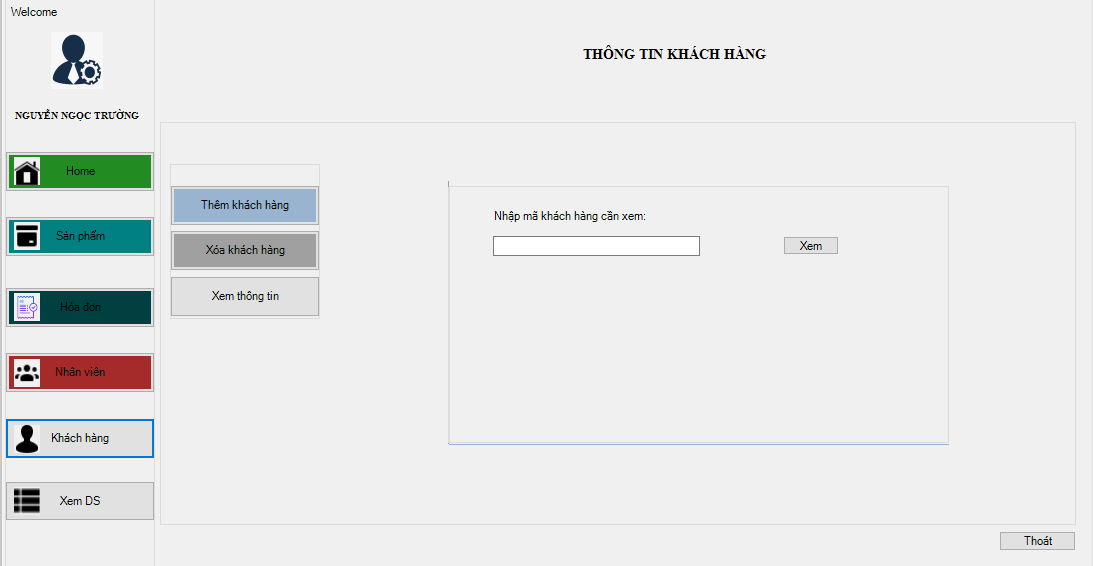 Welcome
NGUYỄN NGỌC TRƯỜNG
Home
Sản phẩm
Hóa đơn
Nhân viên
Khách hàng
Xem DS
THÔNG TIN KHÁCH HÀNG
Thêm khách hàng
Xóa khách hàng
Xem thông tin
Nhập mã khách hàng cần xem:
Xem
Thoát